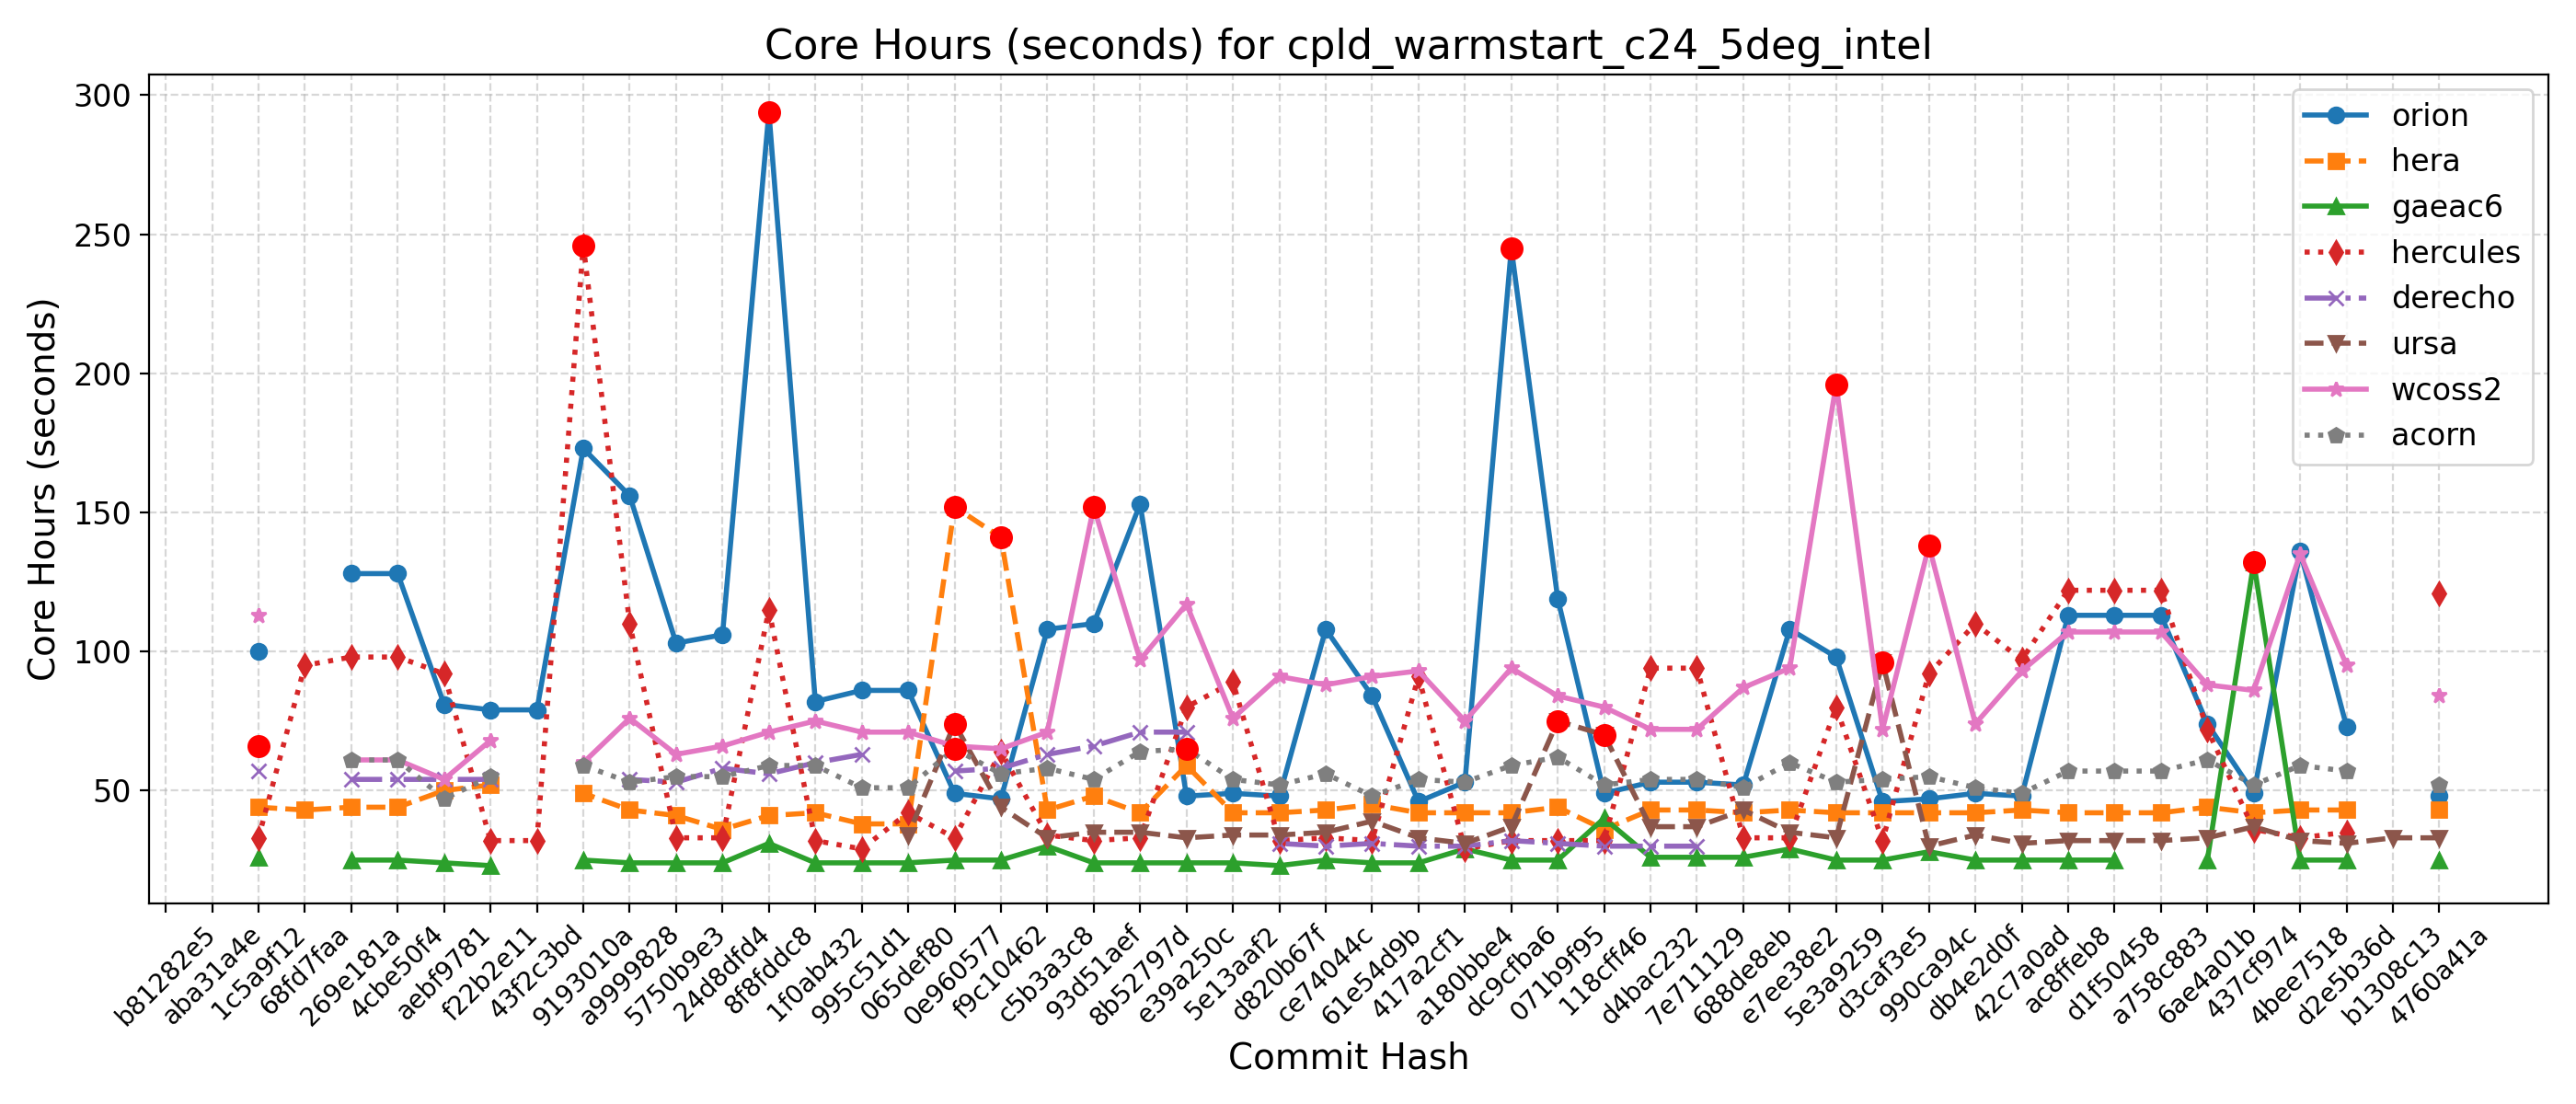 Core Hours (seconds) for cpld_warmstart_c24_5deg_intel
Core Hours (seconds)
300
250
200
150
100
50
orion
hera
gaeac6
hercules
derecho
ursa
wcoss2
acorn
b81282e5
aba31a4e
1c5a9f12
68fd7faa
269e181a
4cbe50f4
aebf9781
f22b2e11
43f2c3bd
9193010a
a9999828
5750b9e3
24d8dfd4
8f8fddc8
1f0ab432
995c51d1
065def80
0e960577
f9c10462
c5b3a3c8
93d51aef
8b52797d
e39a250c
5e13aaf2
d820b67f
ce74044c
61e54d9b
417a2cf1
a180bbe4
dc9cfba6
071b9f95
118cff46
d4bac232
7e711129
688de8eb
e7ee38e2
5e3a9259
d3caf3e5
990ca94c
db4e2d0f
42c7a0ad
ac8ffeb8
d1f50458
a758c883
6ae4a01b
437cf974
4bee7518
d2e5b36d
b1308c13
4760a41a
Commit Hash